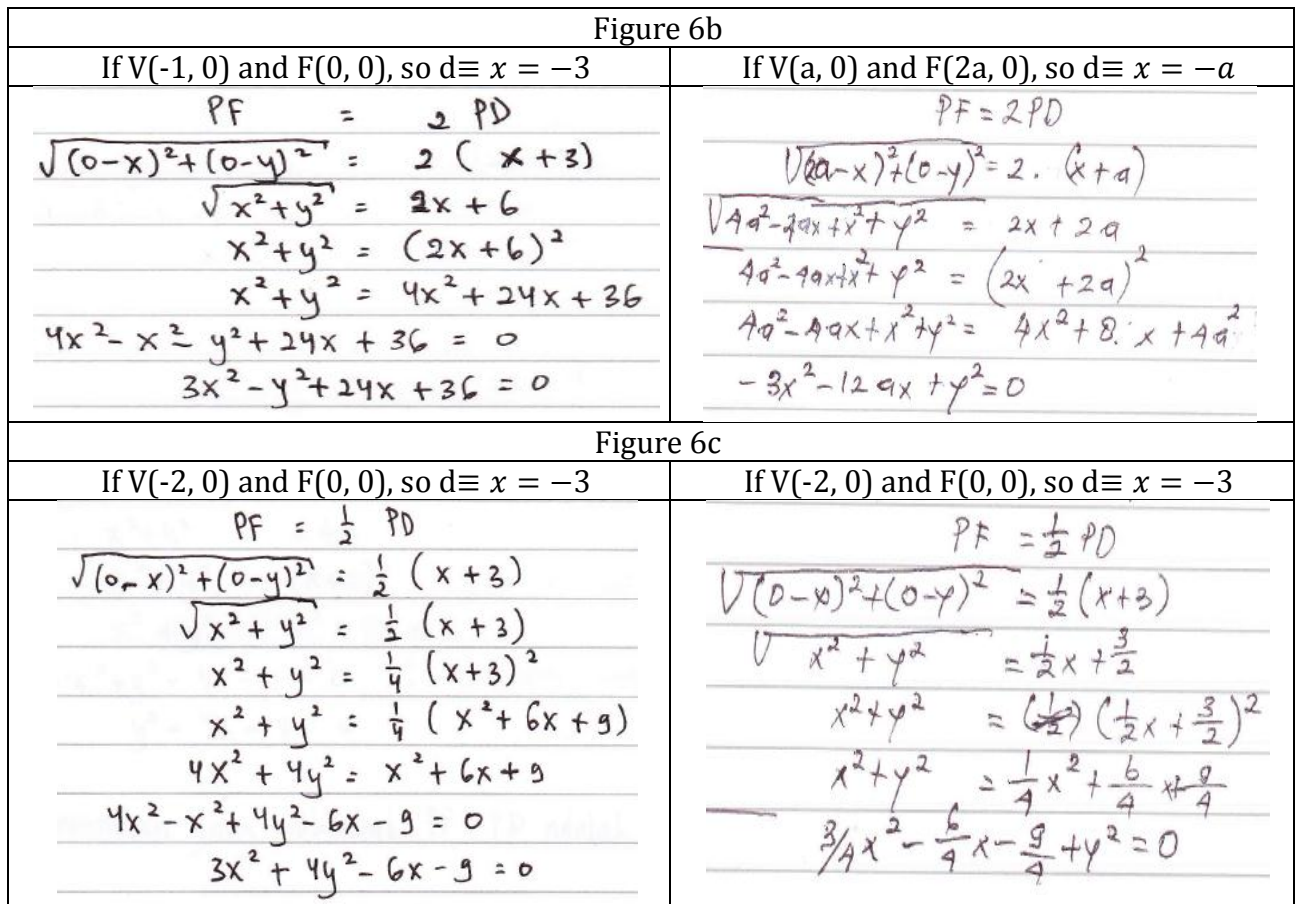 Figure 6b
If V(-1, 0) and F(0, 0), so d≡ x = −3
PF = 2 PD
√((0-x)²+(0-y)²) = 2 ( x+3)
√(x²+y²) = 2x + 6
x²+y² = (2x+6)²
x²+y² = 4x²+24x+36
4x²-x²-y²+24x+36 = 0
3x²-y²+24x+36 = 0
If V(a, 0) and F(2a, 0), so d≡ x = −a
PF = 2PD
√((2a-x)²+(0-y)²) = 2. (x+a)
√(4a²-4ax+x²+y²) = 2x + 2a
4a²-4ax+x²+y² = (2x +2a)²
4a²-4ax+x²+y² = 4x²+8. x +4a²
-3x²-12ax+y²=0
Figure 6c
If V(-2, 0) and F(0, 0), so d≡ x = −3
PF = 1/2 PD
√((0-x)²+(0-y)²) = 1/2 (x+3)
√(x²+y²) = 1/2 (x+3)
x²+y² = 1/4 (x+3)²
x²+y² = 1/4 (x²+6x+9)
4x²+4y² = x²+6x+9
4x²-x²+4y²-6x-9 = 0
3x²+4y²-6x-9 = 0
If V(-2, 0) and F(0, 0), so d≡ x = −3
PF = 1/2 PD
√((0-x)²+(0-y)²) = 1/2 (x+3)
√(x²+y²) = 1/2x + 3/2
x²+y² = (1/2x + 3/2)²
x²+y² = 1/4x² + 6/4 x+ 9/4
3/4x² - 6/4x - 9/4 + y² = 0